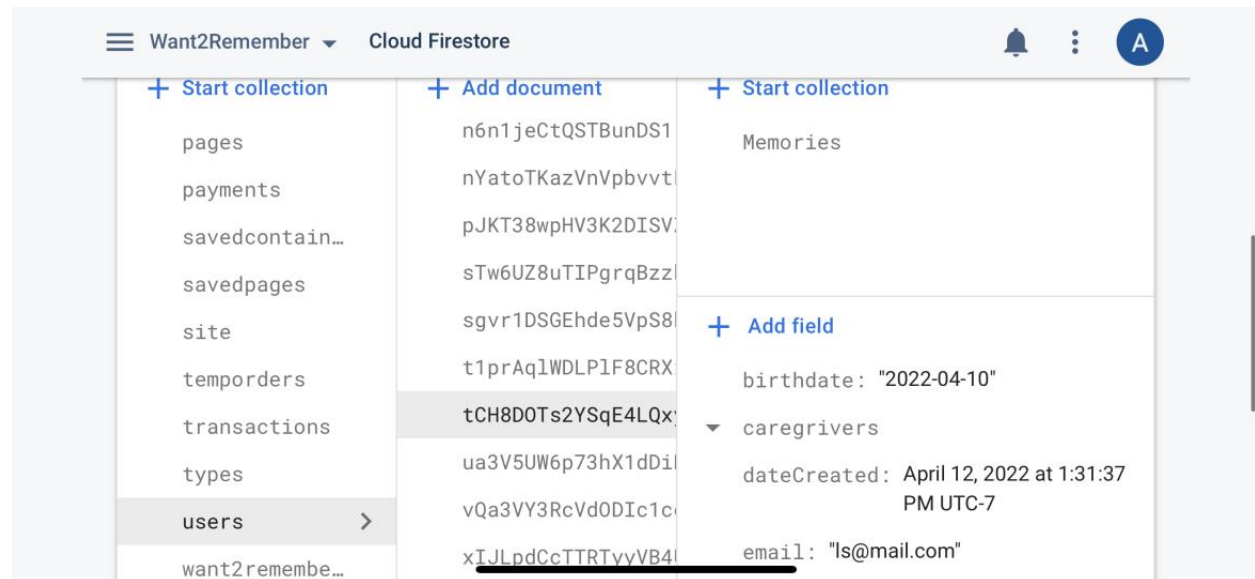 Want2Remember Cloud Firestore A
Start collection
pages
payments
savedcontain…
savedpages
site
temporders
transactions
types
users
want2remembe…
Add document
n6n1jeCtQSTBunDS1
nYatoTKazVnVpbvvt
pJKT38wpHV3K2DISV
sTw6UZ8uTIPgrqBzz
sgvr1DSGEhde5VpS8
t1prAqlWDLPlF8CRX
tCH8DOTs2YSqE4LQx
ua3V5UW6p73hX1dDi
vQa3VY3RcVdODIc1c
xIJLpdCcTTRTyyVB4
Start collection
Memories
Add field
birthdate: "2022-04-10"
caregrivers
dateCreated: April 12, 2022 at 1:31:37
PM UTC-7
email: "ls@mail.com"